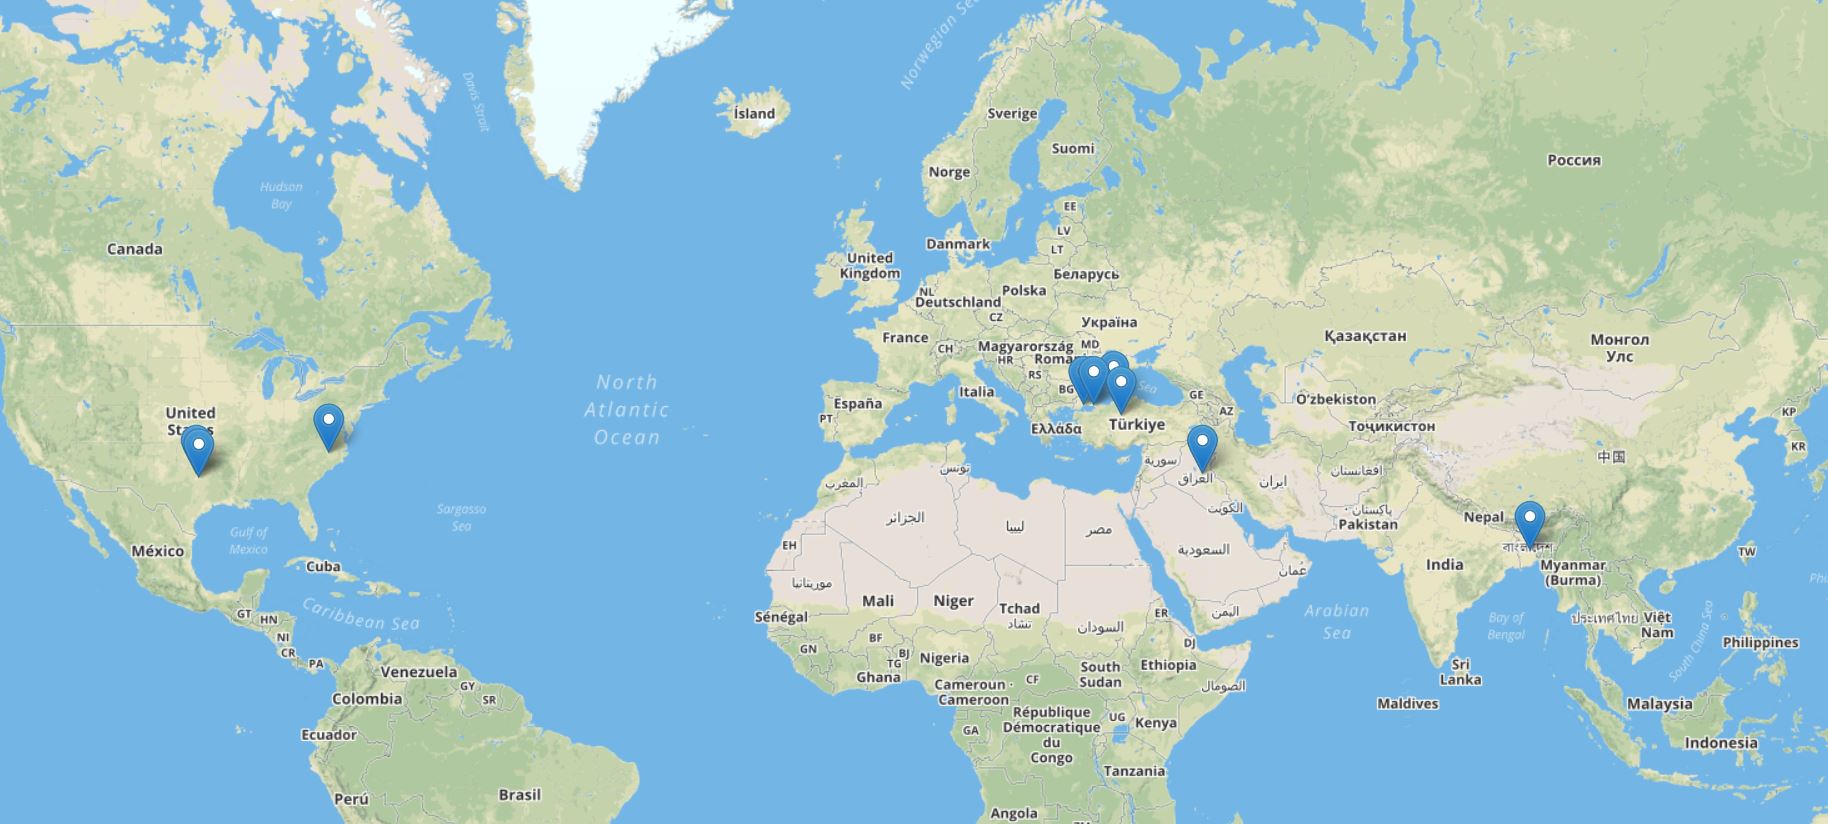 Norwegian Sea
Davis Strait
Ísland
Sverige
Suomi
Norge
Россия
Hudson
Bay
EE
LV
LT
Canada
Danmark
United
Kingdom
Беларусь
NL
Polska
Deutschland
CZ
Україна
France
CH
Magyarország
MD
HR
RS
BG
Sea
Қазақстан
Монгол
Улс
North
Atlantic
Ocean
España
PT
Italia
Ελλάδα
Türkiye
GE
AZ
O'zbekiston
Тоҷикистон
KP
KR
中国
United
تونس
المغرب
سورية
العراق
ایران
افغانستان
Sargasso
Sea
Gulf of
Mexico
الجزائر
ليبيا
مصر
الكويت
پاکستان
Pakistan
Nepal
বাংলাদেশ
México
Cuba
EH
السعودية
عُمان
India
Myanmar
(Burma)
TW
موريتانيا
Mali
Niger
Tchad
تشاد
السودان
ER
اليمن
Arabian
Sea
Bay of
Bengal
ประเทศไทย
Việt
Nam
South China Sea
Philippines
GT
HN
NI
CR
PA
Caribbean Sea
Sénégal
GN
BF
BJ
TG
Ghana
Nigeria
DJ
Venezuela
GY
SR
Colombia
Cameroun
Cameroon
CF
South
Sudan
Ethiopia
الصومال
Sri
Lanka
Maldives
Malaysia
Ecuador
GA
République
Démocratique
du
Congo
UG
Kenya
Indonesia
Tanzania
Perú
Brasil
Angola